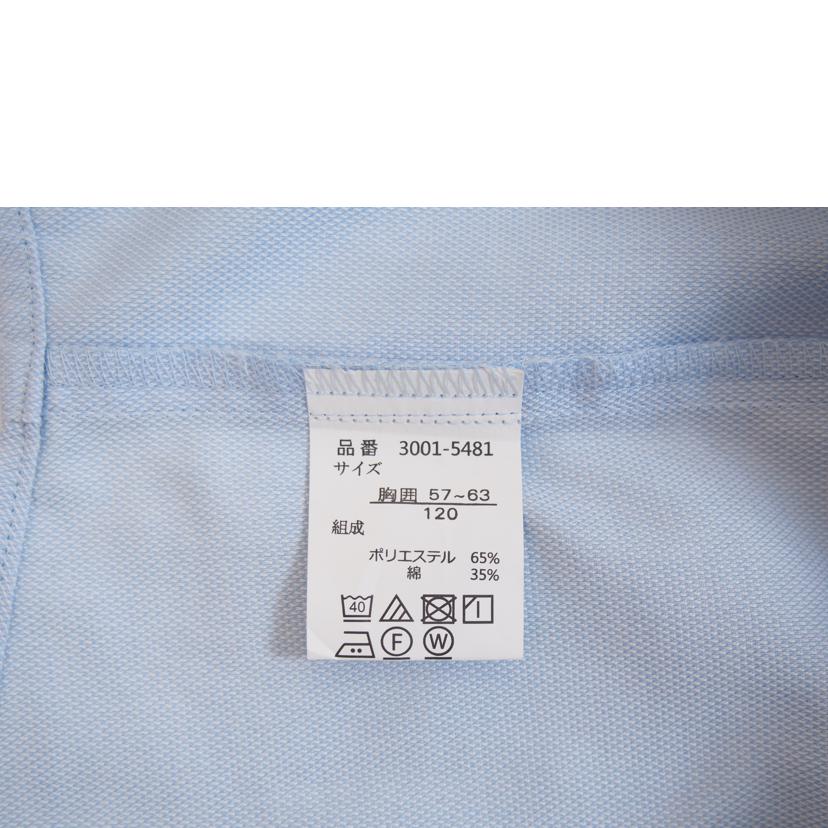 品番 3001-5481
サイズ
胸囲 57~63
120
組成
ポリエステル 65%
綿 35%
40
F W